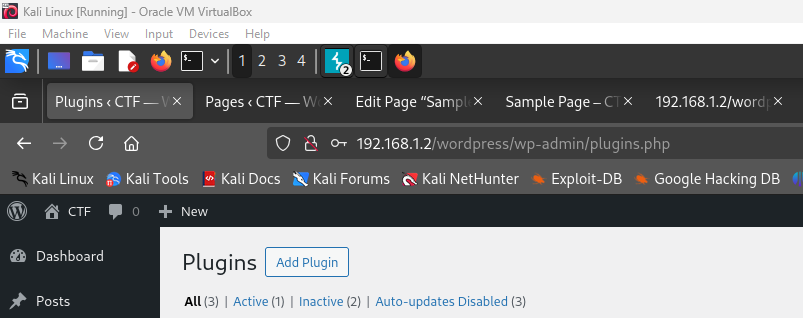 Kali Linux [Running] - Oracle VM VirtualBox
File Machine View Input Devices Help
1 2 3 4 2
Plugins ‹ CTF — W Pages ‹ CTF — Wo Edit Page “Sampl Sample Page – CT 192.168.1.2/wordp
192.168.1.2/wordpress/wp-admin/plugins.php
Kali Linux Kali Tools Kali Docs Kali Forums Kali NetHunter Exploit-DB Google Hacking DB
CTF 0 New
Dashboard
Plugins Add Plugin
Posts
All (3) | Active (1) | Inactive (2) | Auto-updates Disabled (3)